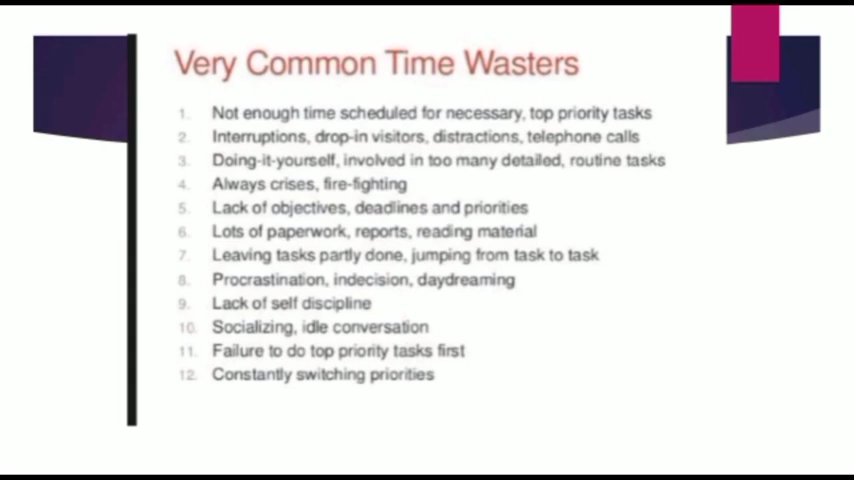 Very Common Time Wasters
1. Not enough time scheduled for necessary, top priority tasks
2. Interruptions, drop-in visitors, distractions, telephone calls
3. Doing-it-yourself, involved in too many detailed, routine tasks
4. Always crises, fire-fighting
5. Lack of objectives, deadlines and priorities
6. Lots of paperwork, reports, reading material
7. Leaving tasks partly done, jumping from task to task
8. Procrastination, indecision, daydreaming
9. Lack of self discipline
10. Socializing, idle conversation
11. Failure to do top priority tasks first
12. Constantly switching priorities